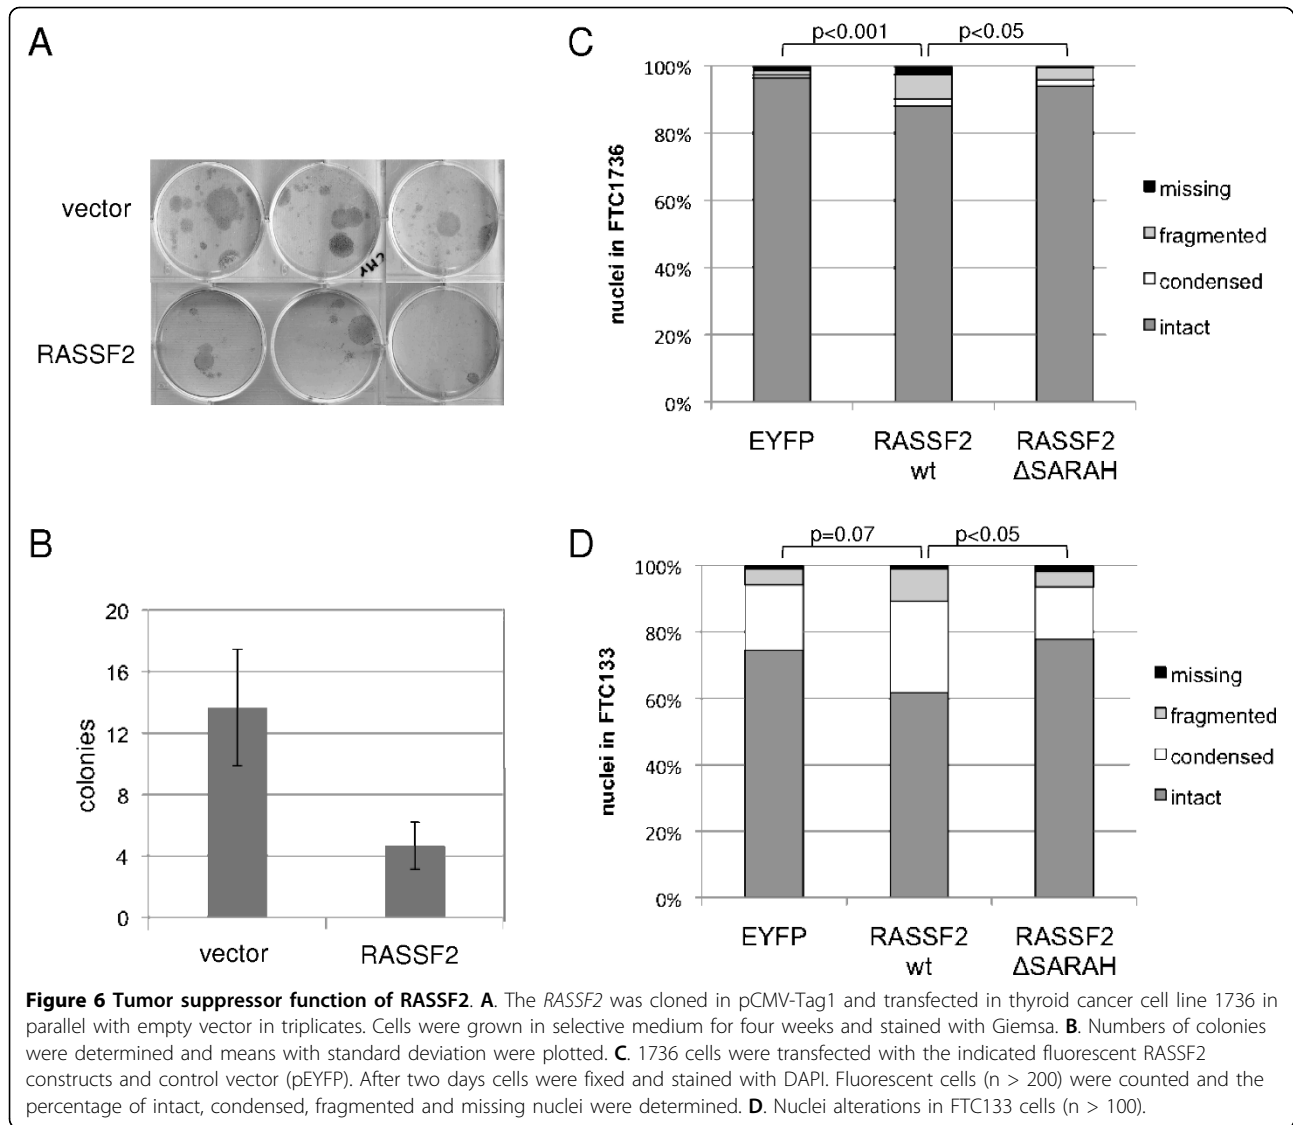 A
vector
CMV
RASSF2
B
20
16
12
8
4
0
colonies
vector
RASSF2
C
p<0.001
p<0.05
100%
80%
60%
40%
20%
0%
nuclei in FTC1736
missing
fragmented
condensed
intact
EYFP
RASSF2
wt
RASSF2
ΔSARAH
D
p=0.07
p<0.05
100%
80%
60%
40%
20%
0%
nuclei in FTC133
missing
fragmented
condensed
intact
EYFP
RASSF2
wt
RASSF2
ΔSARAH
Figure 6 Tumor suppressor function of RASSF2. A. The RASSF2 was cloned in pCMV-Tag1 and transfected in thyroid cancer cell line 1736 in
parallel with empty vector in triplicates. Cells were grown in selective medium for four weeks and stained with Giemsa. B. Numbers of colonies
were determined and means with standard deviation were plotted. C. 1736 cells were transfected with the indicated fluorescent RASSF2
constructs and control vector (pEYFP). After two days cells were fixed and stained with DAPI. Fluorescent cells (n > 200) were counted and the
percentage of intact, condensed, fragmented and missing nuclei were determined. D. Nuclei alterations in FTC133 cells (n > 100).